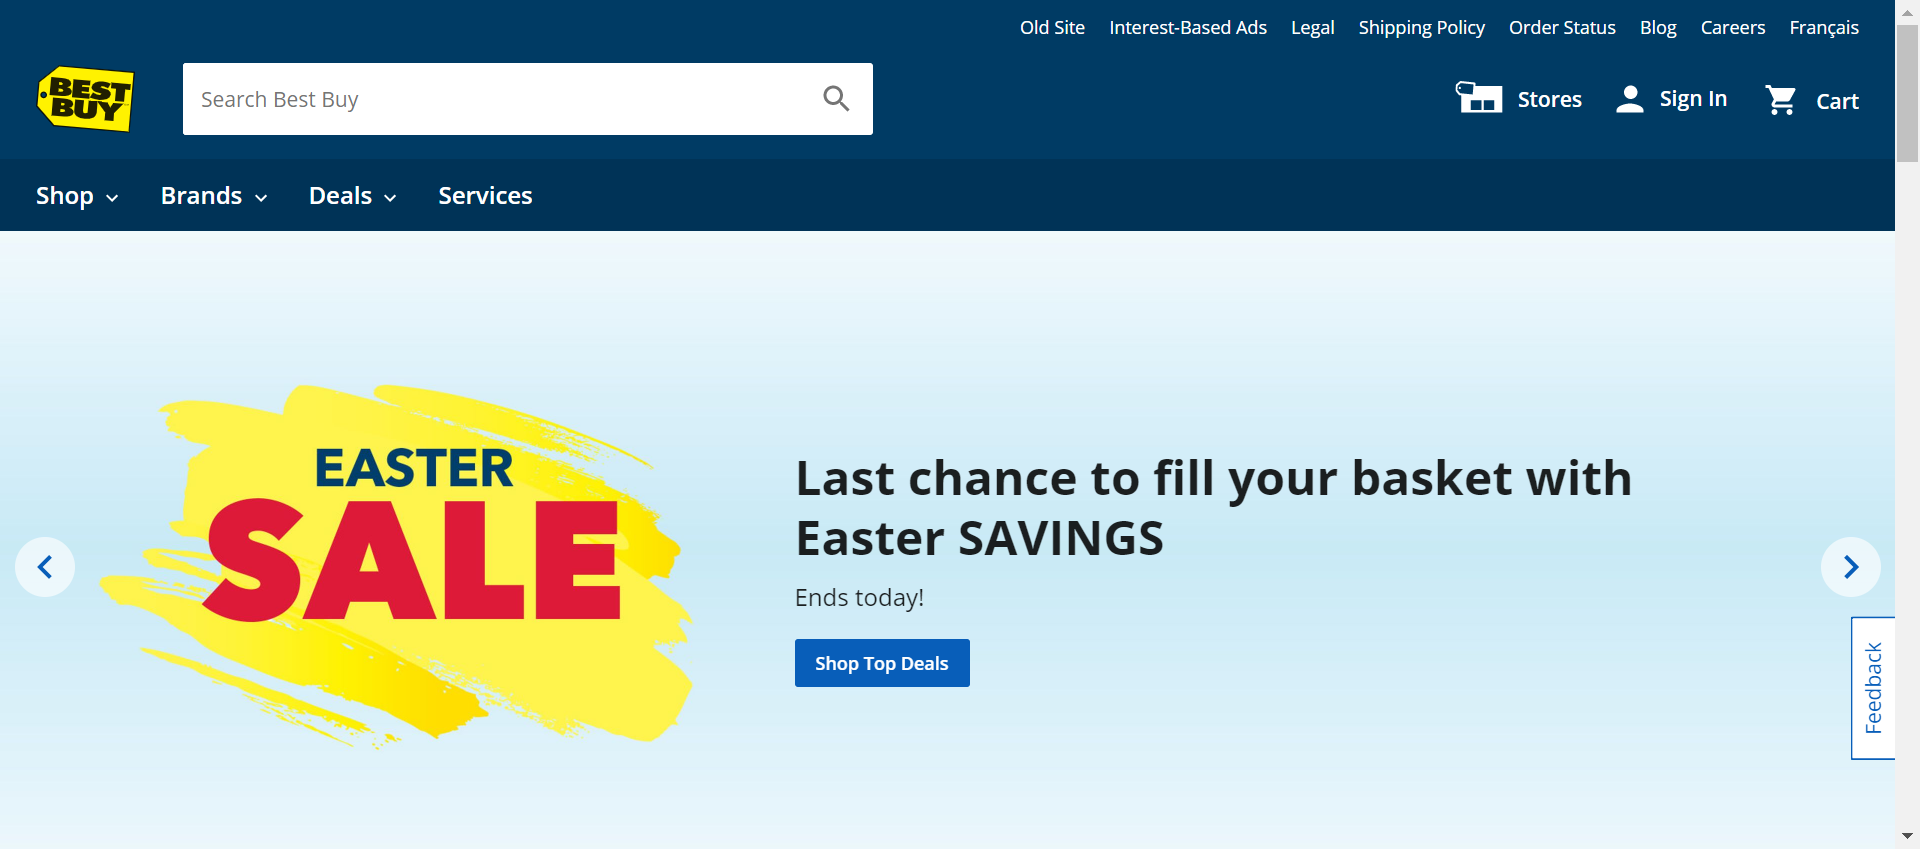 Old Site Interest-Based Ads Legal Shipping Policy Order Status Blog Careers Français
BEST
BUY
Search Best Buy
Stores Sign In Cart
Shop Brands Deals Services
EASTER
SALE
Last chance to fill your basket with
Easter SAVINGS
Ends today!
Shop Top Deals
Feedback